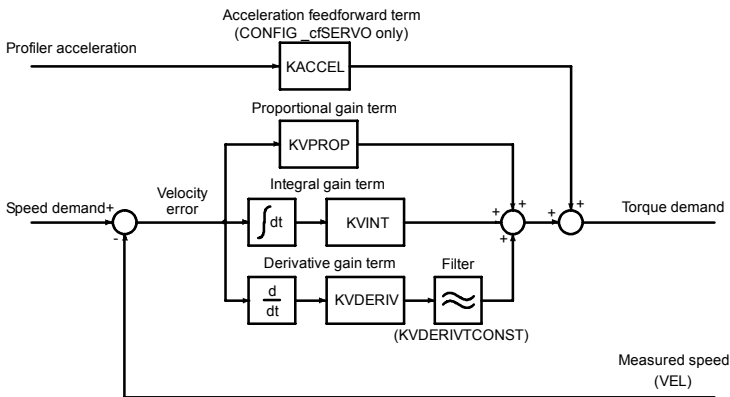 Acceleration feedforward term
(CONFIG _cfSERVO only)
Profiler acceleration
KACCEL
+
Proportional gain term
KVPROP
+
Speed demand+
-
Velocity
error
Integral gain term
∫dt
KVINT
+
+
Torque demand
Derivative gain term
Filter
d
dt
KVDERIV
+
(KVDERIVTCONST)
Measured speed
(VEL)